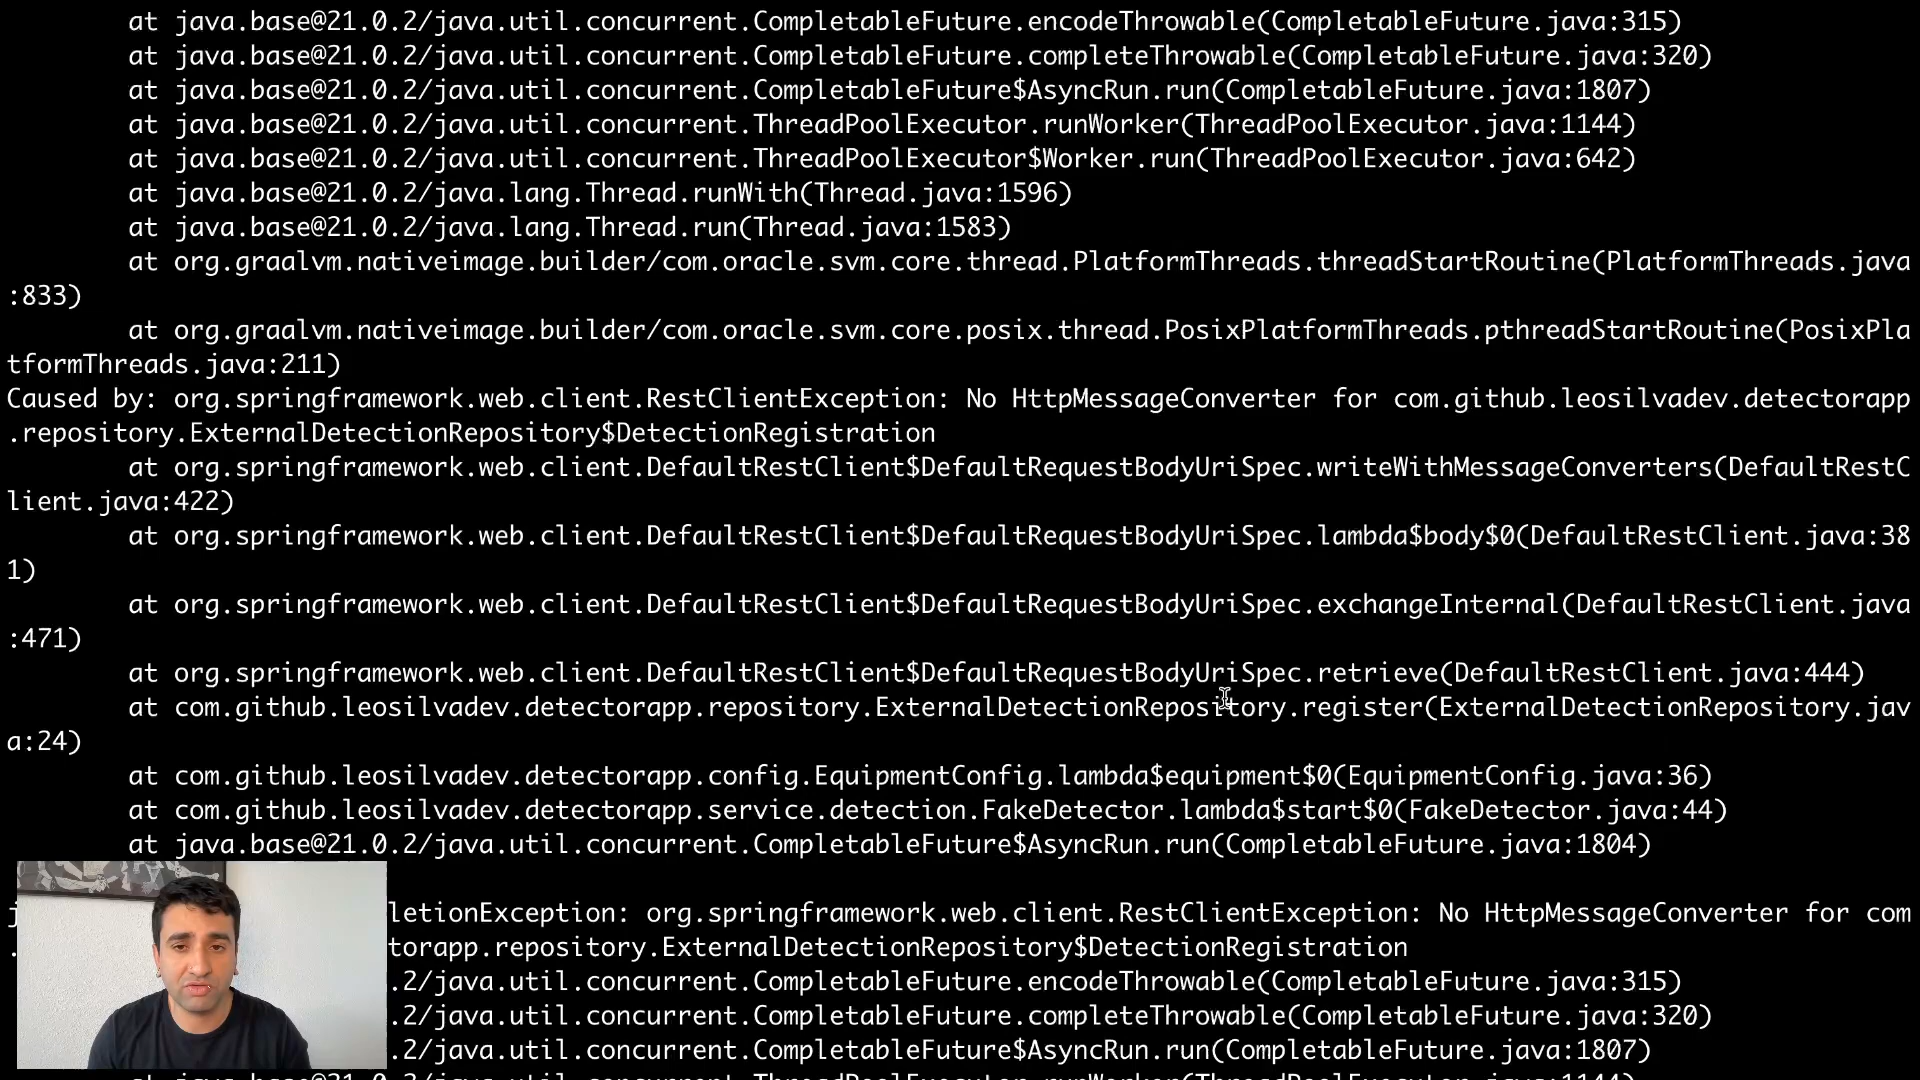 at java.base@21.0.2/java.util.concurrent.CompletableFuture.encodeThrowable(CompletableFuture.java:315)
at java.base@21.0.2/java.util.concurrent.CompletableFuture.completeThrowable(CompletableFuture.java:320)
at java.base@21.0.2/java.util.concurrent.CompletableFuture$AsyncRun.run(CompletableFuture.java:1807)
at java.base@21.0.2/java.util.concurrent.ThreadPoolExecutor.runWorker(ThreadPoolExecutor.java:1144)
at java.base@21.0.2/java.util.concurrent.ThreadPoolExecutor$Worker.run(ThreadPoolExecutor.java:642)
at java.base@21.0.2/java.lang.Thread.runWith(Thread.java:1596)
at java.base@21.0.2/java.lang.Thread.run(Thread.java:1583)
at org.graalvm.nativeimage.builder/com.oracle.svm.core.thread.PlatformThreads.threadStartRoutine(PlatformThreads.java
:833)
at org.graalvm.nativeimage.builder/com.oracle.svm.core.posix.thread.PosixPlatformThreads.pthreadStartRoutine(PosixPla
tformThreads.java:211)
Caused by: org.springframework.web.client.RestClientException: No HttpMessageConverter for com.github.leosilvadev.detectorapp
.repository.ExternalDetectionRepository$DetectionRegistration
at org.springframework.web.client.DefaultRestClient$DefaultRequestBodyUriSpec.writeWithMessageConverters(DefaultRestC
lient.java:422)
at org.springframework.web.client.DefaultRestClient$DefaultRequestBodyUriSpec.lambda$body$0(DefaultRestClient.java:38
1)
at org.springframework.web.client.DefaultRestClient$DefaultRequestBodyUriSpec.exchangeInternal(DefaultRestClient.java
:471)
at org.springframework.web.client.DefaultRestClient$DefaultRequestBodyUriSpec.retrieve(DefaultRestClient.java:444)
at com.github.leosilvadev.detectorapp.repository.ExternalDetectionRepository.register(ExternalDetectionRepository.jav
a:24)
at com.github.leosilvadev.detectorapp.config.EquipmentConfig.lambda$equipment$0(EquipmentConfig.java:36)
at com.github.leosilvadev.detectorapp.service.detection.FakeDetector.lambda$start$0(FakeDetector.java:44)
at java.base@21.0.2/java.util.concurrent.CompletableFuture$AsyncRun.run(CompletableFuture.java:1804)
letionException: org.springframework.web.client.RestClientException: No HttpMessageConverter for com
torapp.repository.ExternalDetectionRepository$DetectionRegistration
.2/java.util.concurrent.CompletableFuture.encodeThrowable(CompletableFuture.java:315)
.2/java.util.concurrent.CompletableFuture.completeThrowable(CompletableFuture.java:320)
.2/java.util.concurrent.CompletableFuture$AsyncRun.run(CompletableFuture.java:1807)